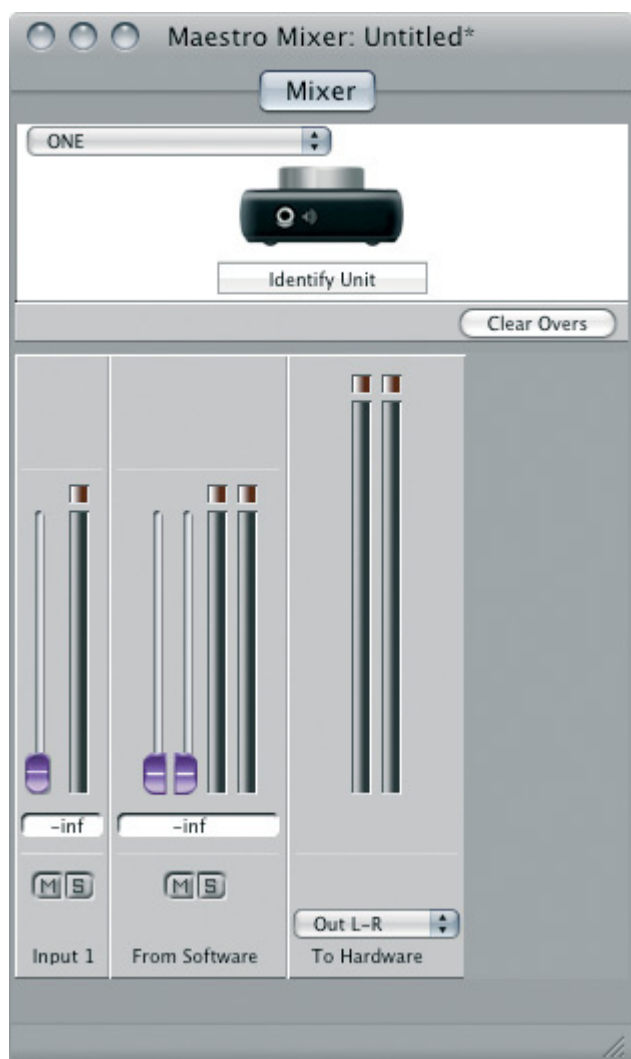 Maestro Mixer: Untitled*
Mixer
ONE
Identify Unit
Clear Overs
-inf
-inf
M S
M S
Out L-R
Input 1
From Software
To Hardware